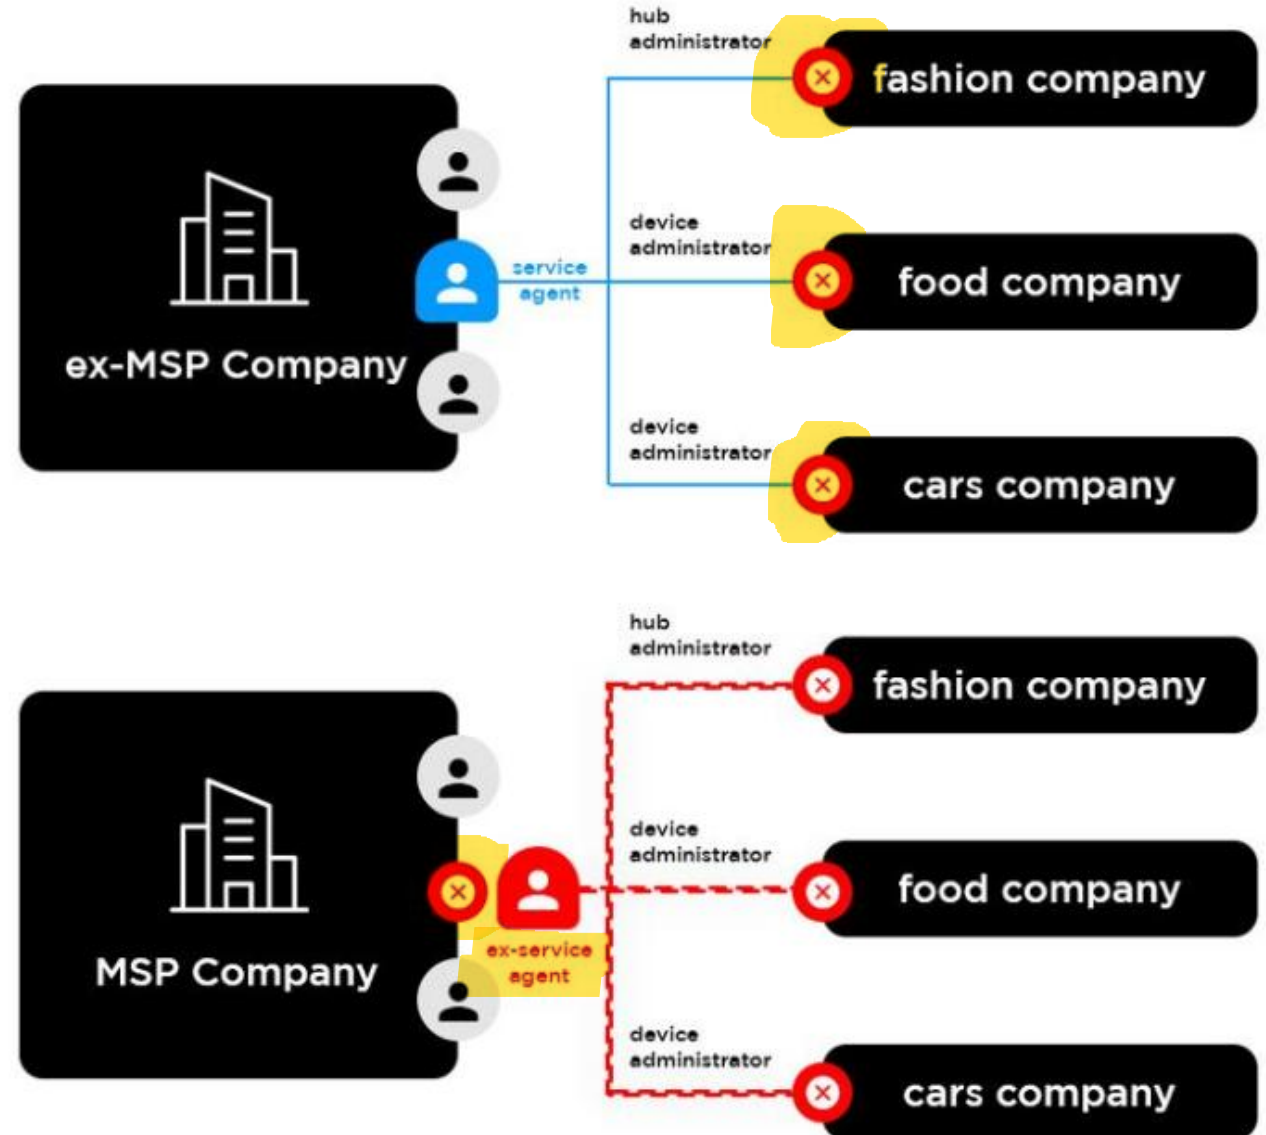 hub
administrator
fashion company
device
administrator
food company
service
agent
ex-MSP Company
device
administrator
cars company
hub
administrator
fashion company
device
administrator
food company
ex-service
agent
MSP Company
device
administrator
cars company